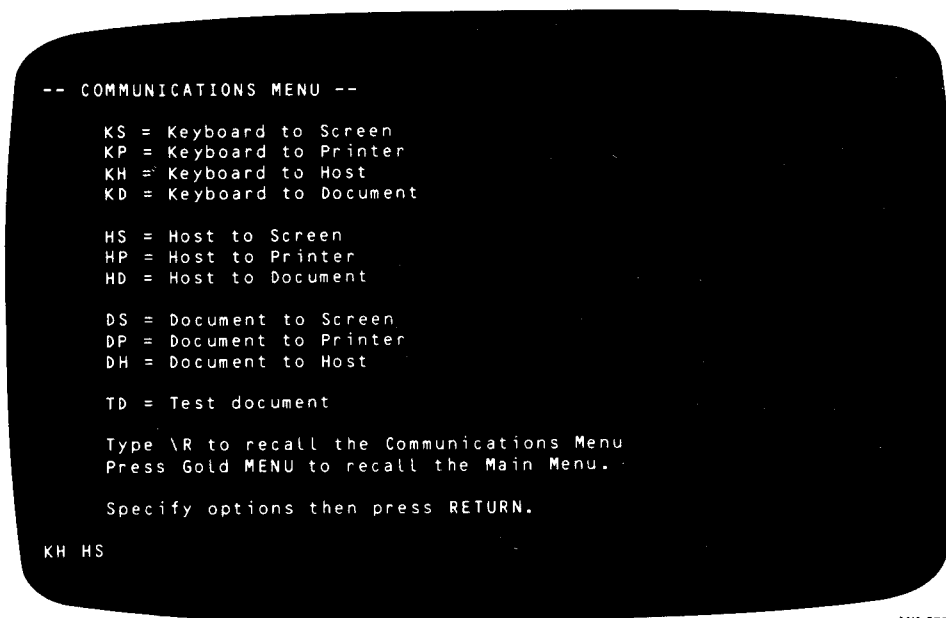 -- COMMUNICATIONS MENU --
KS = Keyboard to Screen
KP = Keyboard to Printer
KH = Keyboard to Host
KD = Keyboard to Document
HS = Host to Screen
HP = Host to Printer
HD = Host to Document
DS = Document to Screen
DP = Document to Printer
DH = Document to Host
TD = Test document
Type \R to recall the Communications Menu
Press Gold MENU to recall the Main Menu.
Specify options then press RETURN.
KH HS